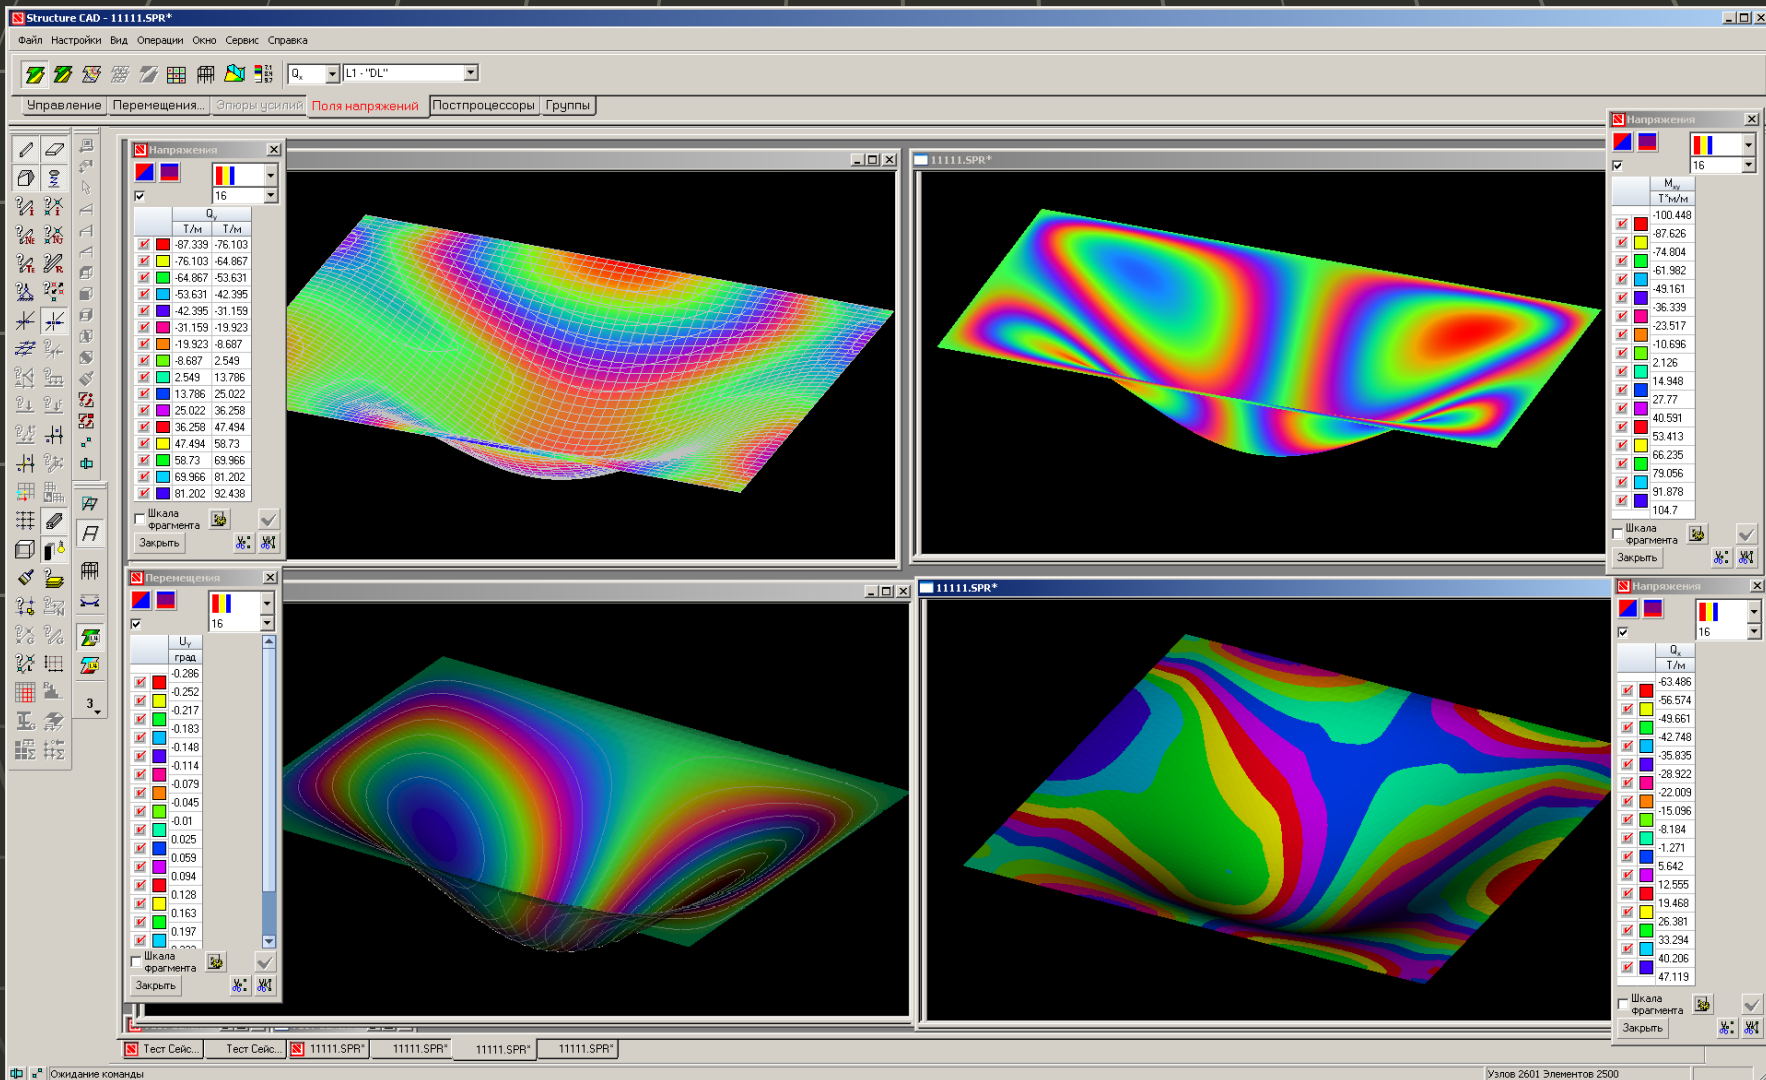 Structure CAD - 11111.SPR*
Файл Настройки Вид Операции Окно Сервис Справка
Qx L1 - "DL"
Управление Перемещения... Эпюры усилий Поля напряжений Постпроцессоры Группы
Напряжения
16
Qy
Т/м Т/м
-87.339 -76.103
-76.103 -64.867
-64.867 -53.631
-53.631 -42.395
-42.395 -31.159
-31.159 -19.923
-19.923 -8.687
-8.687 2.549
2.549 13.786
13.786 25.022
25.022 36.258
36.258 47.494
47.494 58.73
58.73 69.966
69.966 81.202
81.202 92.438
Шкала
фрагмента
Закрыть
11111.SPR*
Напряжения
16
Mxy
Т*м/м
-100.448
-87.626
-74.804
-61.982
-49.161
-36.339
-23.517
-10.696
2.126
14.948
27.77
40.591
53.413
66.235
79.056
91.878
104.7
Шкала
фрагмента
Закрыть
Перемещения
16
UY
град
-0.286
-0.252
-0.217
-0.183
-0.148
-0.114
-0.079
-0.045
-0.01
0.025
0.059
0.094
0.128
0.163
0.197
Шкала
фрагмента
Закрыть
11111.SPR*
Напряжения
16
Qx
Т/м
-63.486
-56.574
-49.661
-42.748
-35.835
-28.922
-22.009
-15.096
-8.184
-1.271
5.642
12.555
19.468
26.381
33.294
40.206
47.119
Шкала
фрагмента
Закрыть
3
Тест Сейс... Тест Сейс... 11111.SPR* 11111.SPR* 11111.SPR* 11111.SPR*
Ожидание команды
Узлов 2601 Элементов 2500